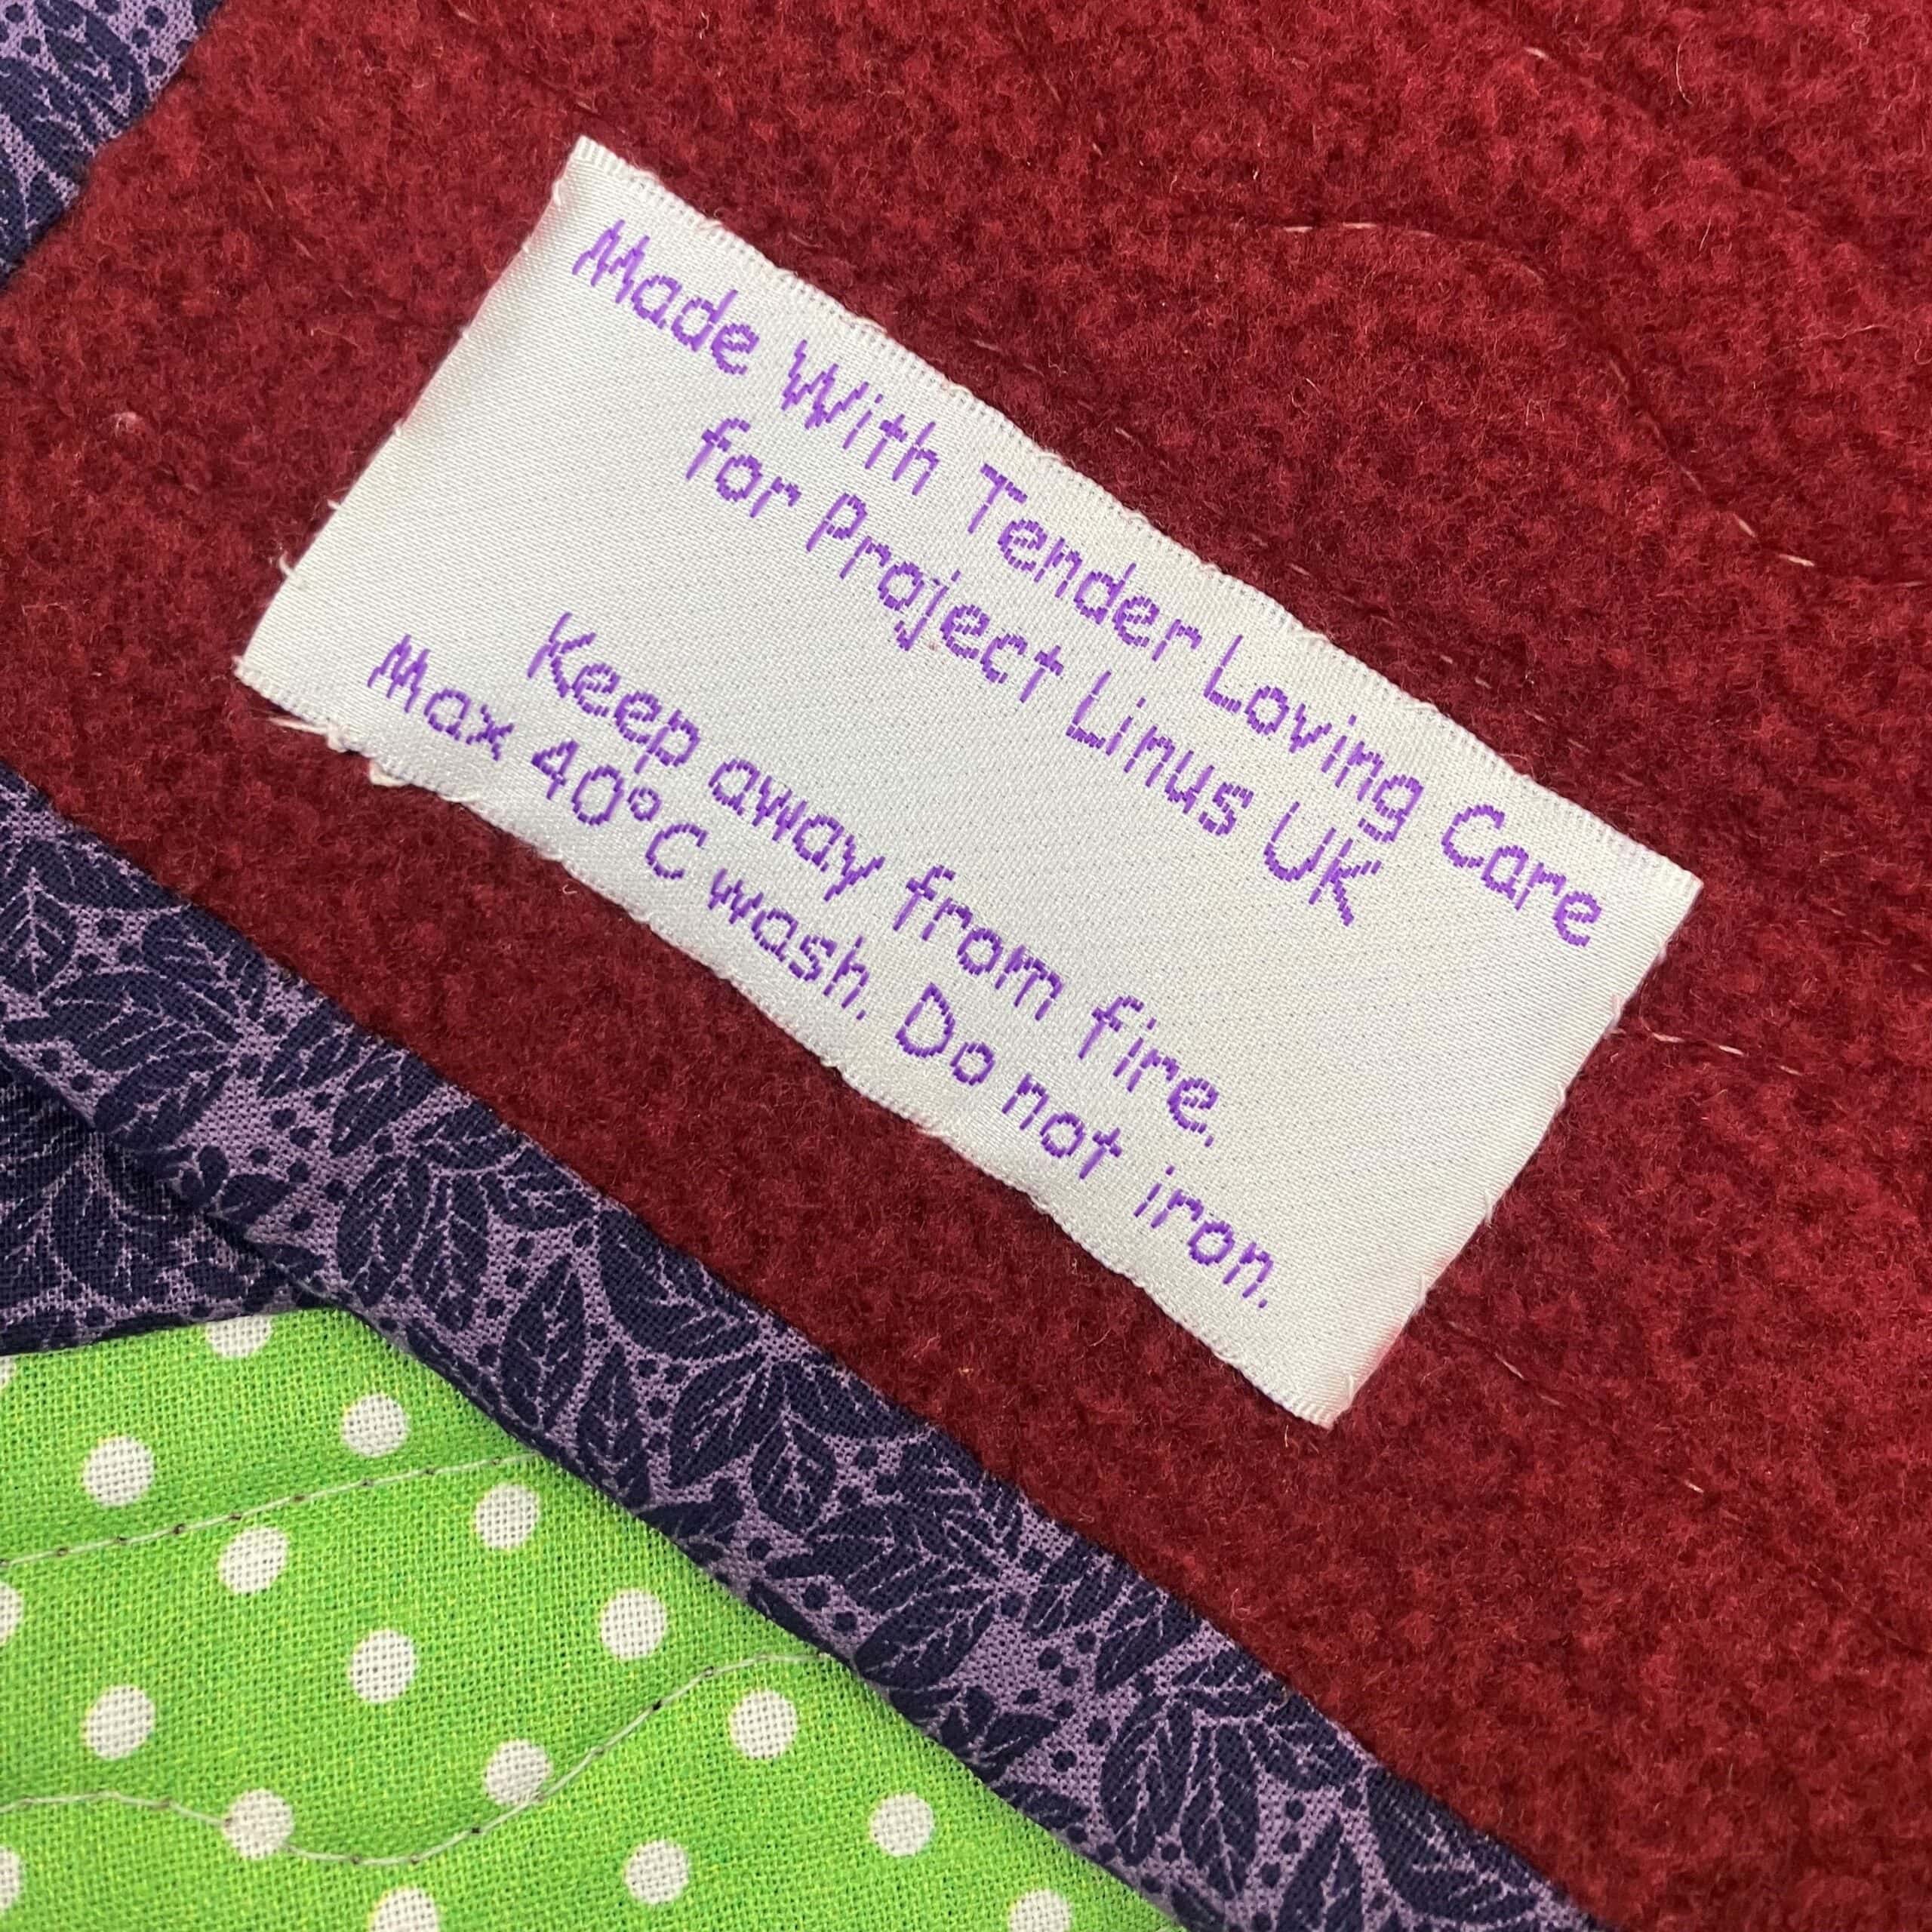 Made With Tender Loving Care
for Project Linus UK
Keep away from fire.
Max 40°C wash. Do not iron.